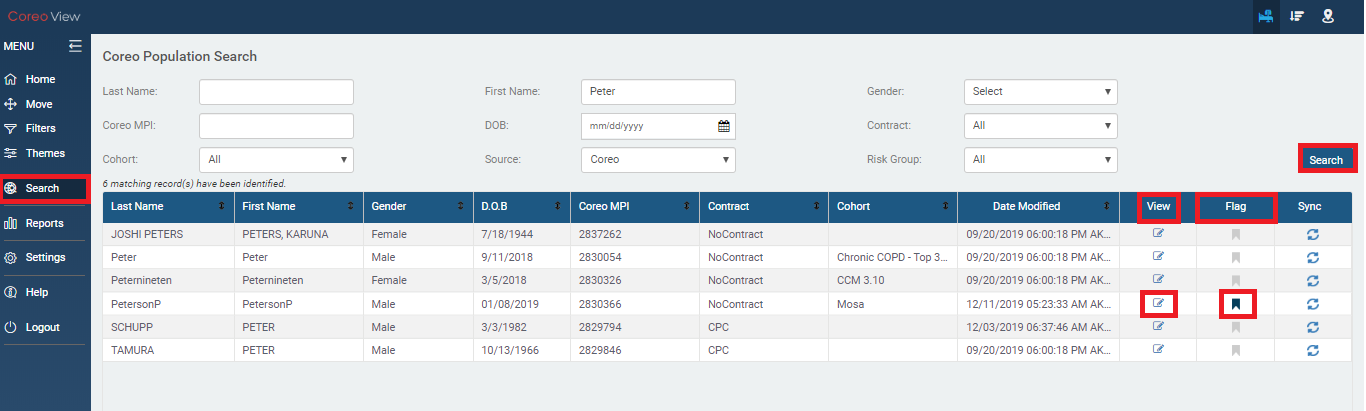 Coreo View
MENU
Home
Move
Filters
Themes
Search
Reports
Settings
Help
Logout
Coreo Population Search
Last Name: First Name: Peter Gender: Select
Coreo MPI: DOB: mm/dd/yyyy Contract: All
Cohort: All Source: Coreo Risk Group: All Search
6 matching record(s) have been identified.
Last Name First Name Gender D.O.B Coreo MPI Contract Cohort Date Modified View Flag Sync
JOSHI PETERS PETERS, KARUNA Female 7/18/1944 2837262 NoContract 09/20/2019 06:00:18 PM AK...
Peter Peter Male 9/11/2018 2830054 NoContract Chronic COPD - Top 3... 09/20/2019 06:00:18 PM AK...
Peternineten Peternineten Female 3/5/2018 2830326 NoContract CCM 3.10 09/20/2019 06:00:18 PM AK...
PetersonP PetersonP Male 01/08/2019 2830366 NoContract Mosa 12/11/2019 05:23:33 AM AK...
SCHUPP PETER Male 3/3/1982 2829794 CPC 12/03/2019 06:37:46 AM AK...
TAMURA PETER Male 10/13/1966 2829846 CPC 09/20/2019 06:00:18 PM AK...